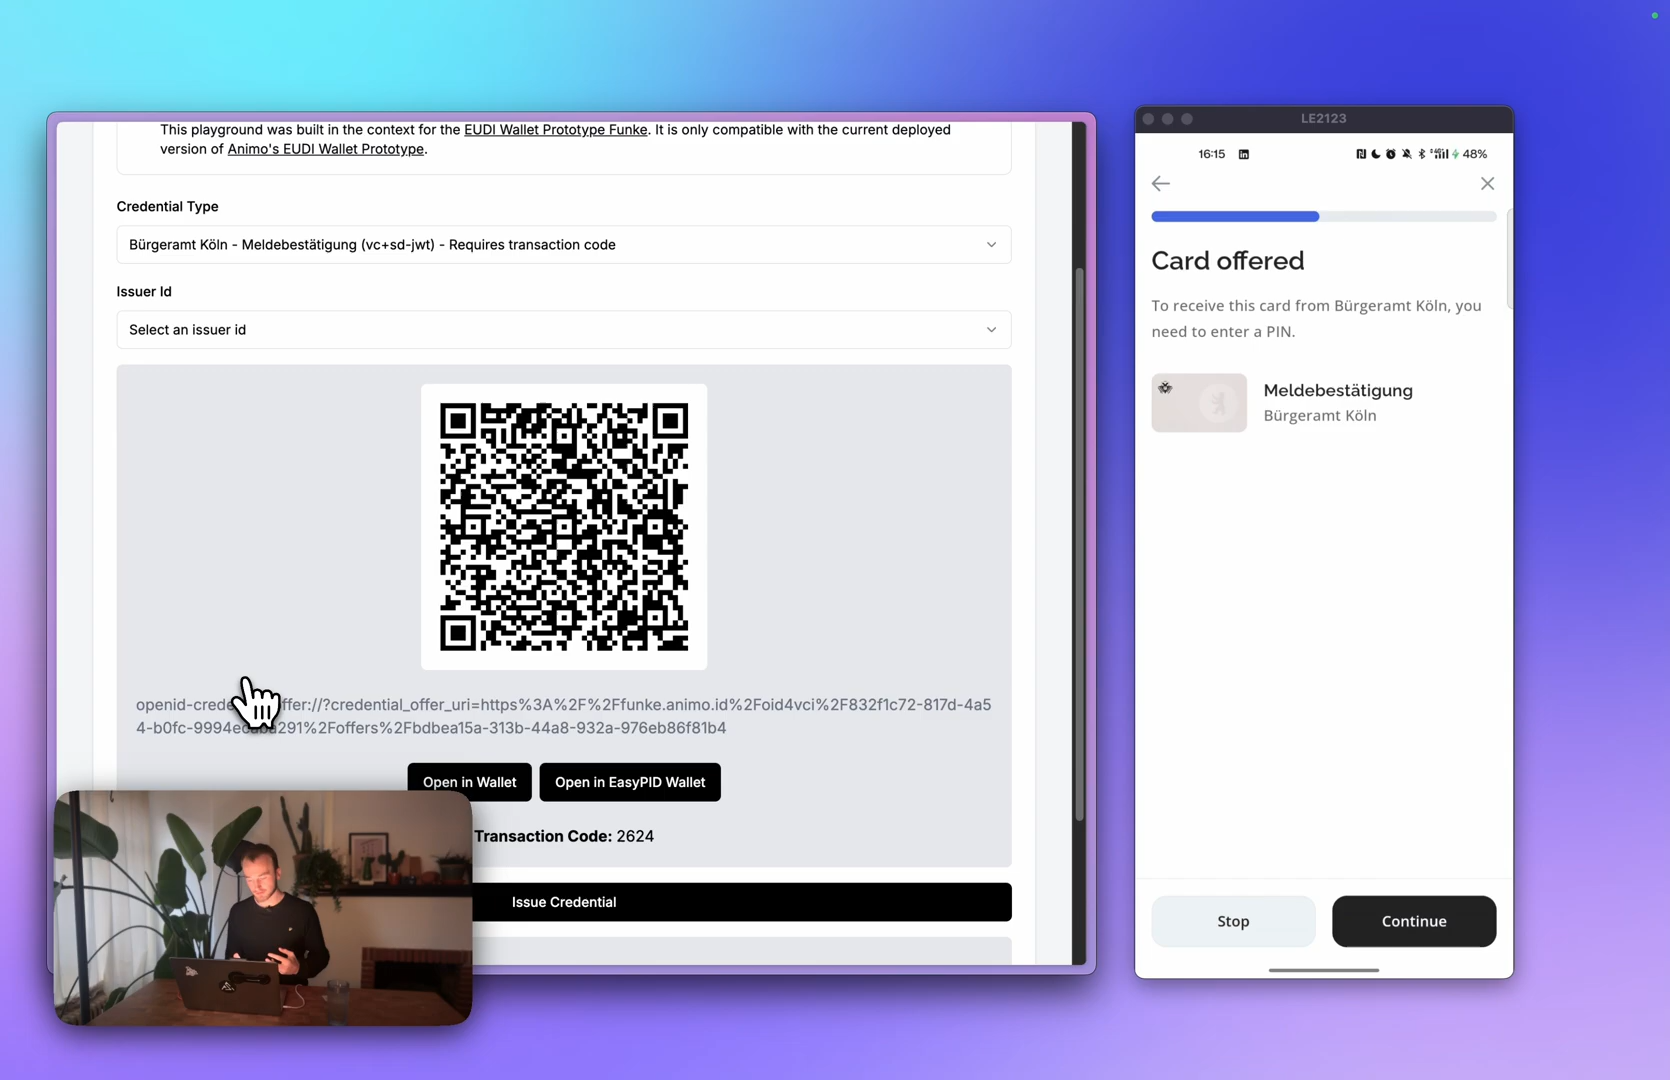 This playground was built in the context for the EUDI Wallet Prototype Funke. It is only compatible with the current deployed
version of Animo's EUDI Wallet Prototype.
Credential Type
Bürgeramt Köln - Meldebestätigung (vc+sd-jwt) - Requires transaction code
Issuer Id
Select an issuer id
openid-crede ffer://?credential_offer_uri=https%3A%2F%2Ffunke.animo.id%2Foid4vci%2F832f1c72-817d-4a5
291%2Foffers%2Fbdbea15a-313b-44a8-932a-976eb86f81b4
Open in Wallet
Open in EasyPID Wallet
Transaction Code: 2624
Issue Credential
LE2123
16:15
48%
Card offered
To receive this card from Bürgeramt Köln, you
need to enter a PIN.
Meldebestätigung
Bürgeramt Köln
Stop
Continue